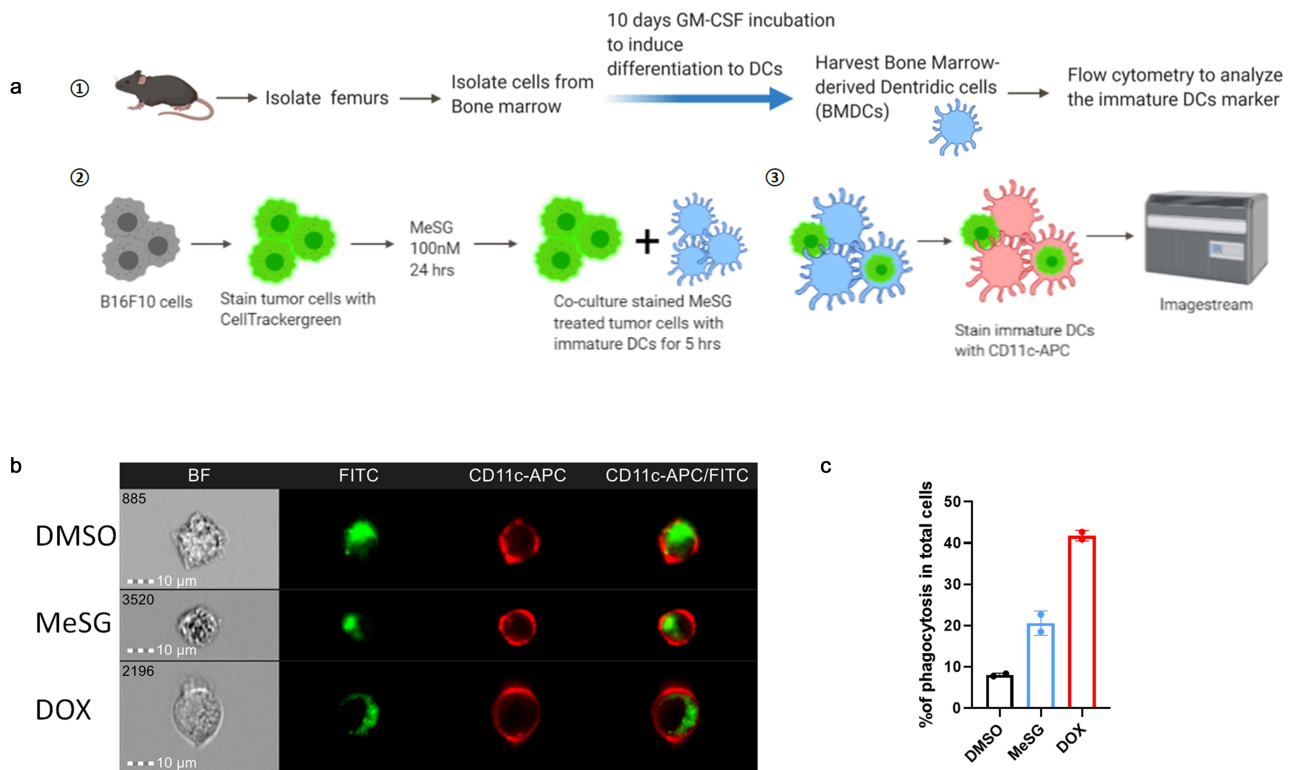 a
①
Isolate femurs
Isolate cells from
Bone marrow
10 days GM-CSF incubation
to induce
differentiation to DCs
Harvest Bone Marrow-
derived Dentridic cells
(BMDCs)
Flow cytometry to analyze
the immature DCs marker
②
B16F10 cells
Stain tumor cells with
CellTrackergreen
MeSG
100nM
24 hrs
+
Co-culture stained MeSG
treated tumor cells with
immature DCs for 5 hrs
③
Stain immature DCs
with CD11c-APC
Imagestream
b
BF FITC CD11c-APC CD11c-APC/FITC
DMSO
885
10 µm
MeSG
3520
10 µm
DOX
2196
10 µm
c
%of phagocytosis in total cells
50
40
30
20
10
0
DMSO
MeSG
DOX